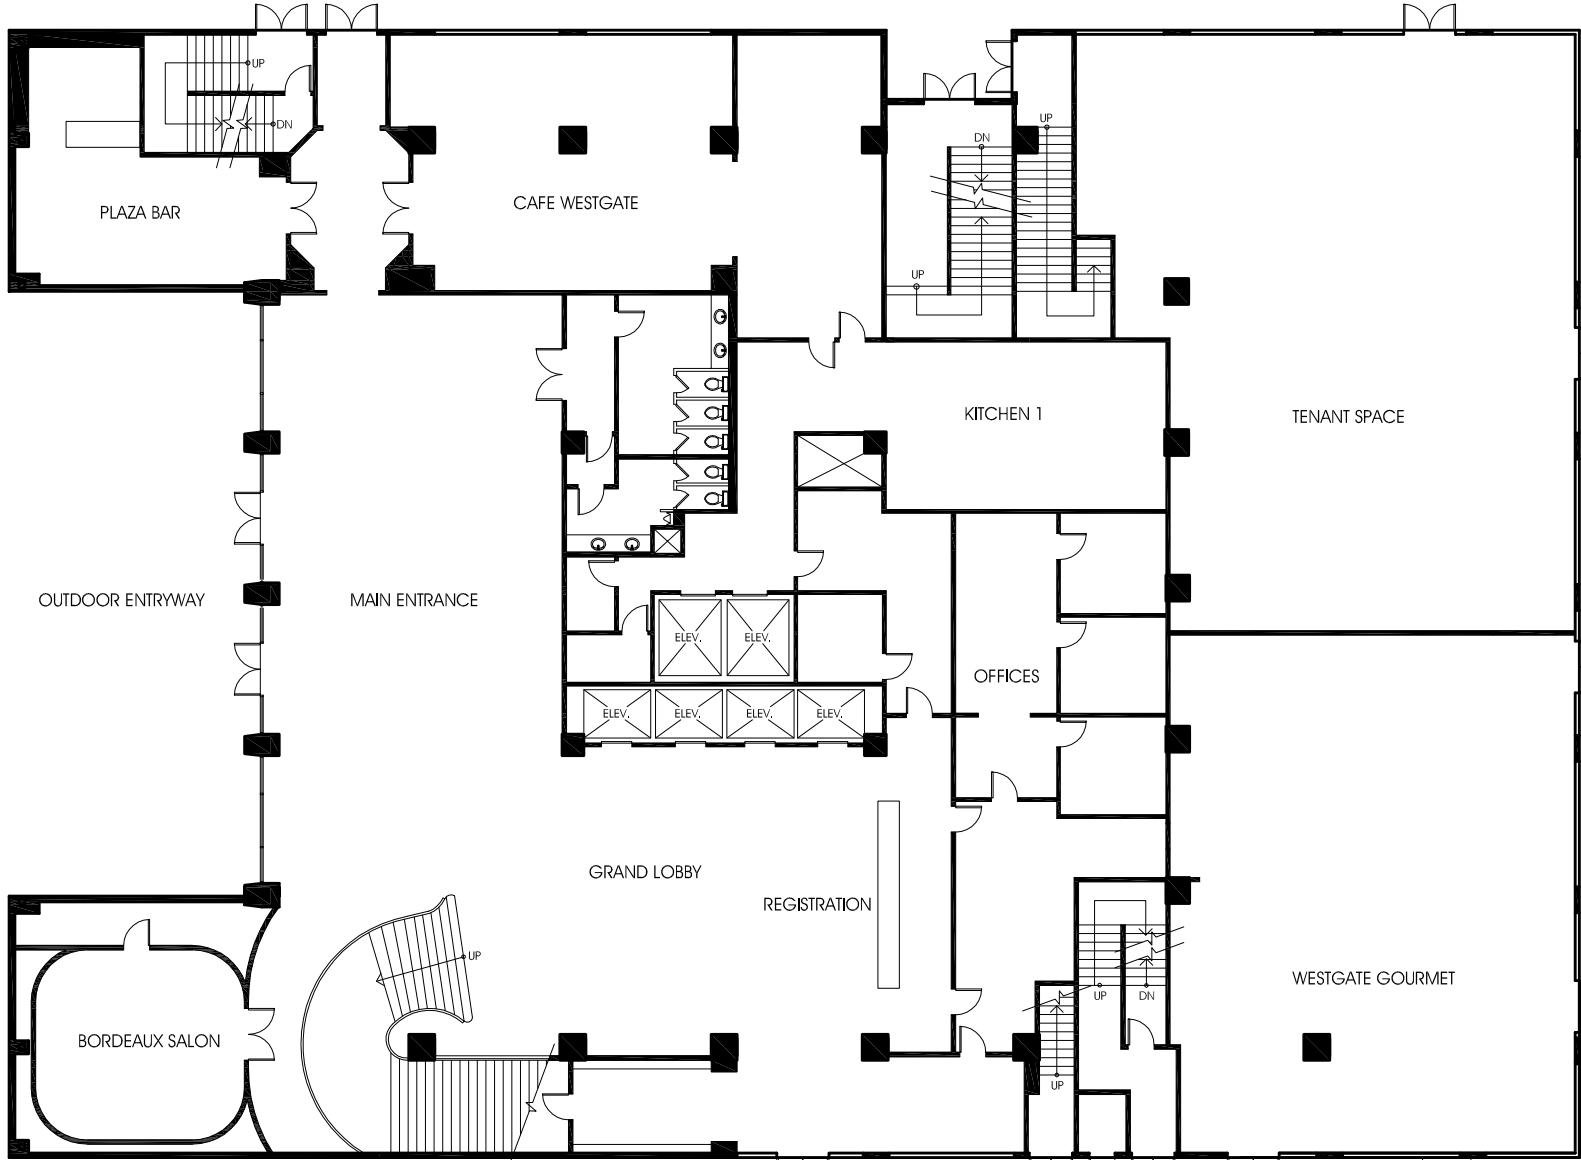 UP
DN
UP
DN
PLAZA BAR
CAFE WESTGATE
UP
KITCHEN 1
TENANT SPACE
OUTDOOR ENTRYWAY
MAIN ENTRANCE
ELEV.
ELEV.
OFFICES
ELEV.
ELEV.
ELEV.
ELEV.
GRAND LOBBY
REGISTRATION
UP
WESTGATE GOURMET
UP
DN
BORDEAUX SALON
UP